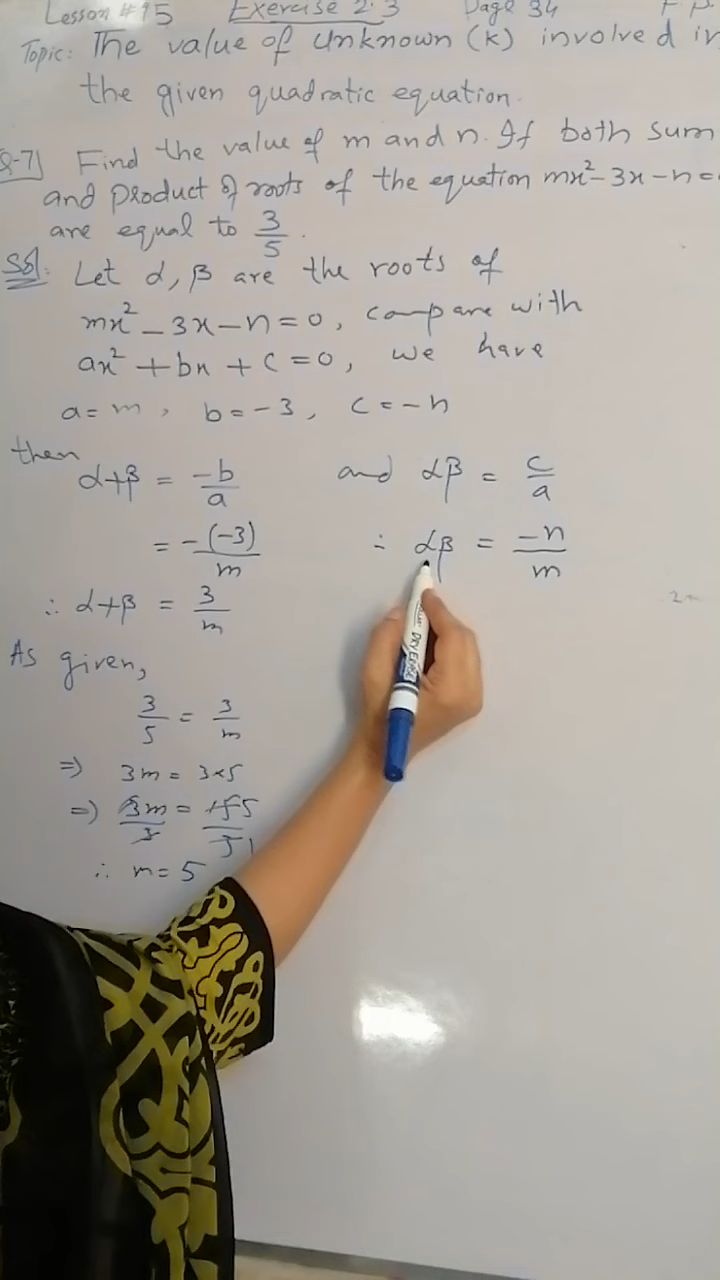 Lesson #15 Exercise 2.3 Page 34
Topic: The value of unknown (k) involved in
the given quadratic equation.
Q-7 Find the value of m and n. If both sum
and product of roots of the equation mx² - 3x - n =
are equal to 3/5.
Sol: Let α, β are the roots of
mx² - 3x - n = 0, compare with
ax² + bx + c = 0, we have
a = m, b = -3, c = -n
then α+β = -b/a and αβ = c/a
= -(-3)/m ∴ αβ = -n/m
∴ α+β = 3/m
As given,
3/5 = 3/m
⇒ 3m = 3×5
⇒ 3m/3 = 15 5/3 1
∴ m = 5
DRY ERASE